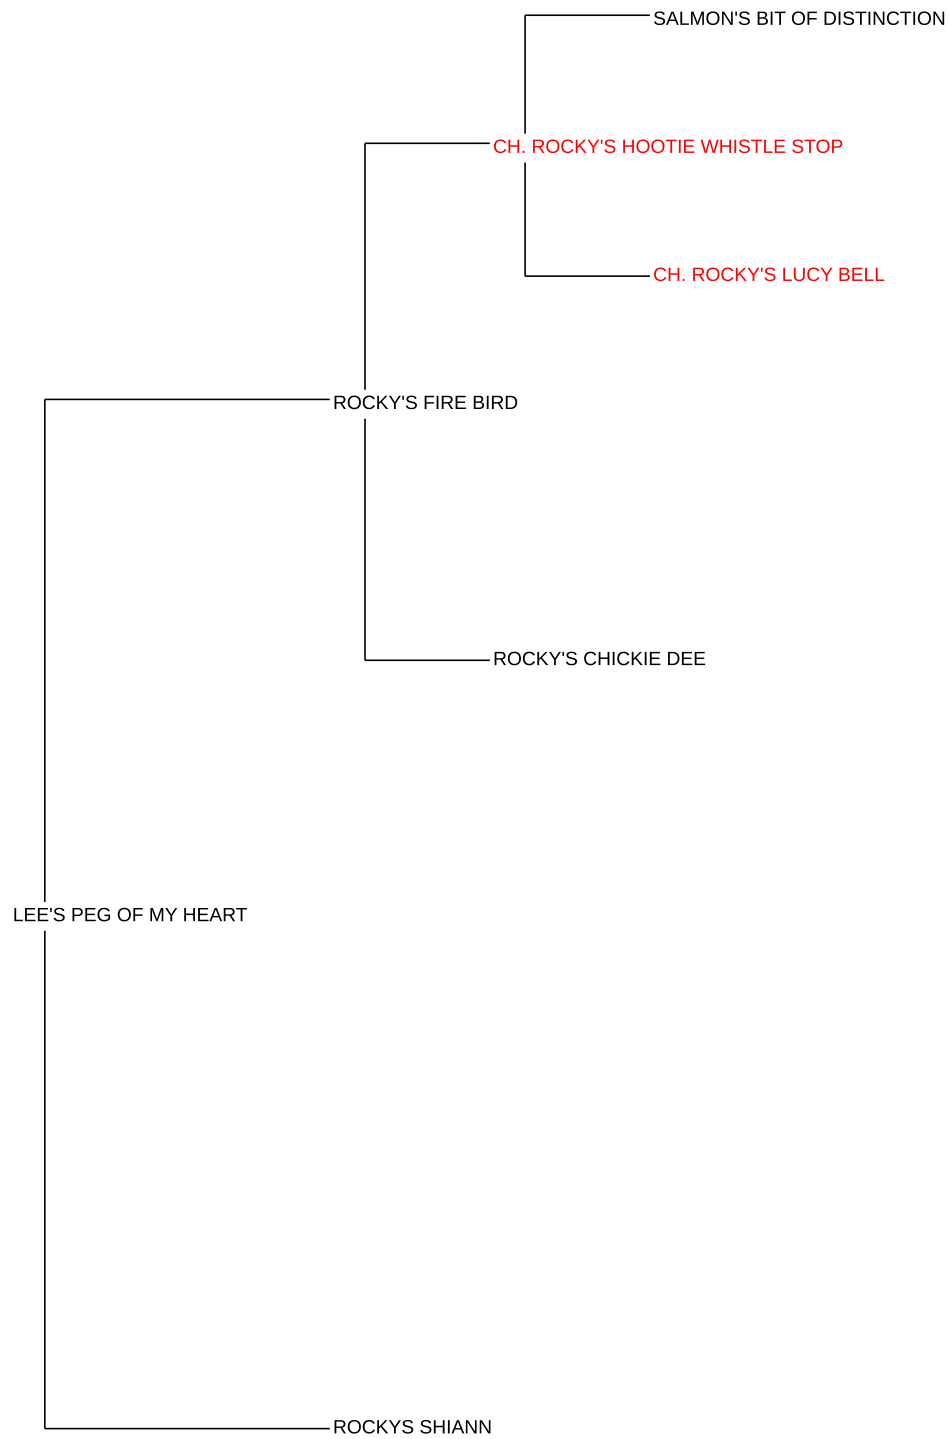 SALMON'S BIT OF DISTINCTION
CH. ROCKY'S HOOTIE WHISTLE STOP
CH. ROCKY'S LUCY BELL
ROCKY'S FIRE BIRD
ROCKY'S CHICKIE DEE
LEE'S PEG OF MY HEART
ROCKYS SHIANN